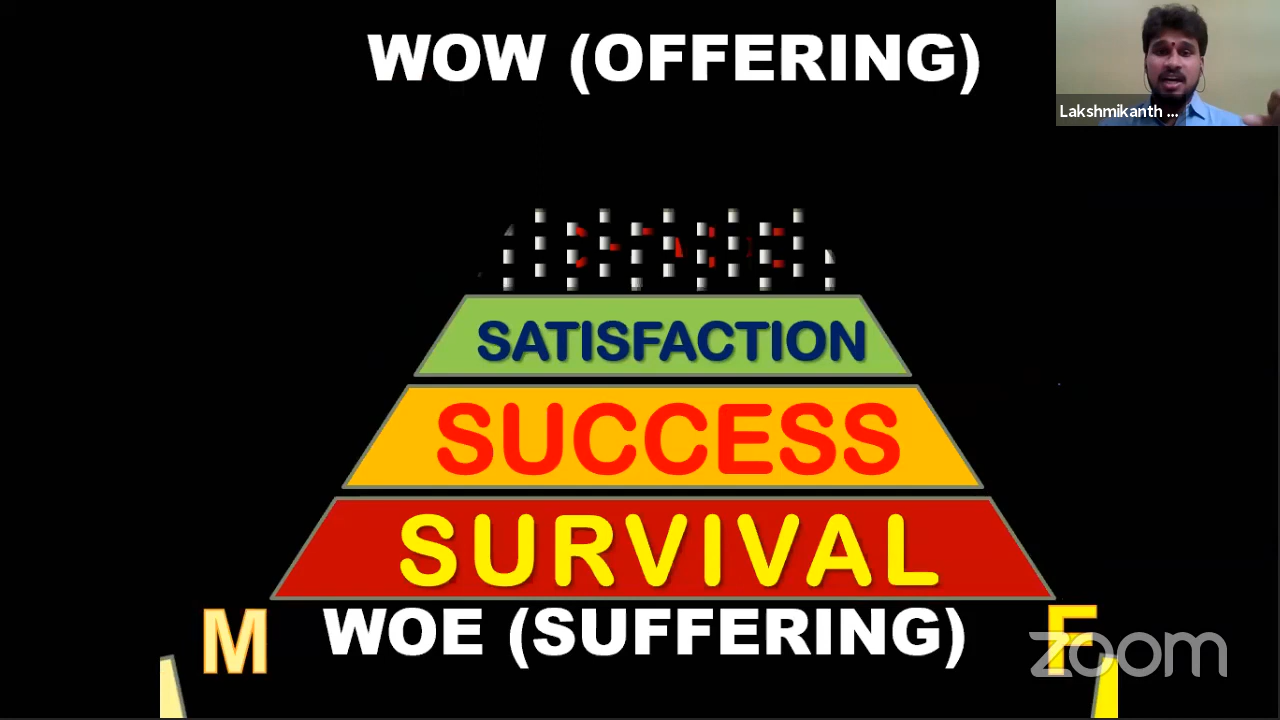 WOW (OFFERING)
Lakshmikanth ...
SATISFACTION
SUCCESS
SURVIVAL
M
WOE (SUFFERING)
F
zoom